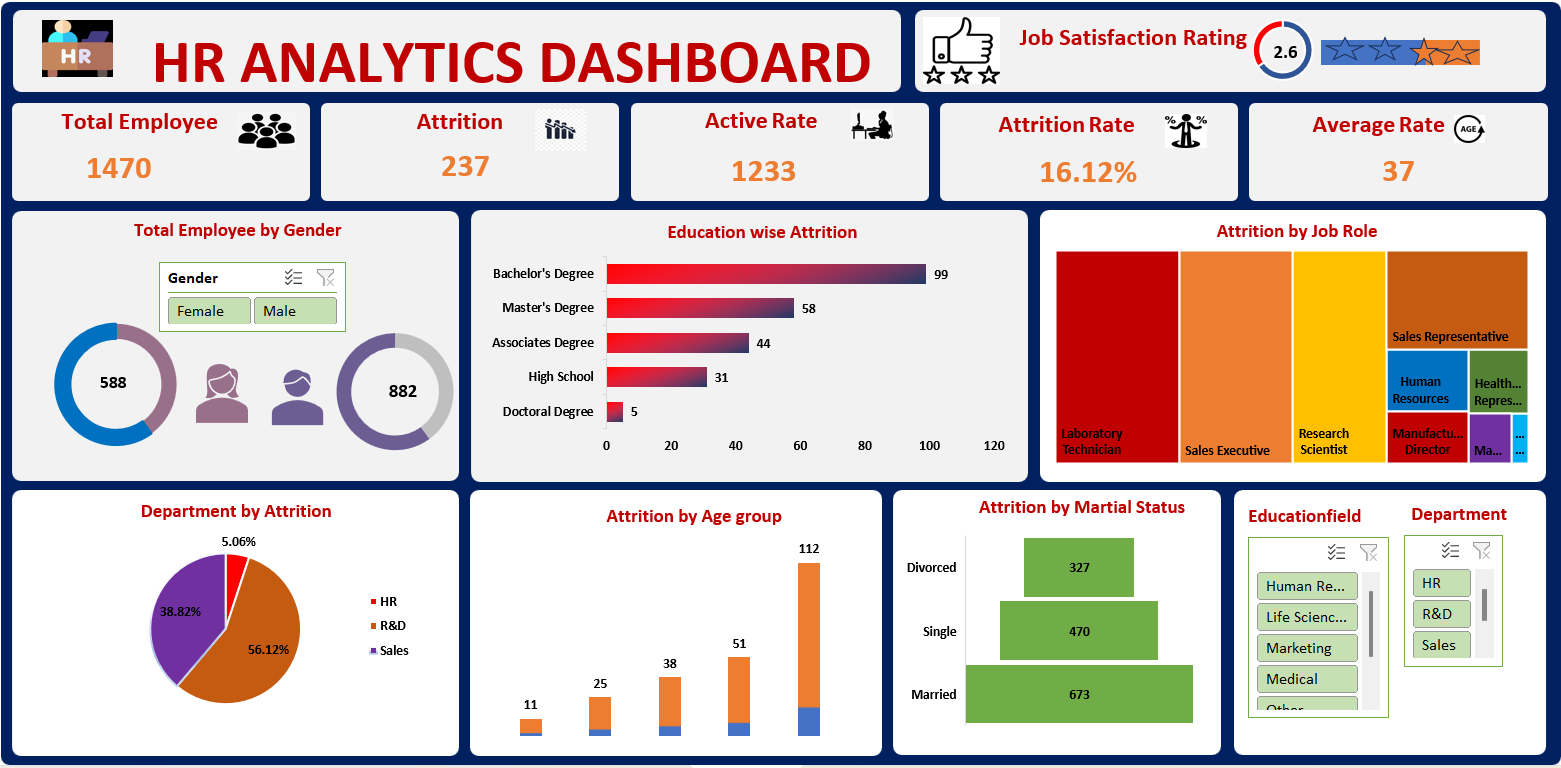 HR
HR ANALYTICS DASHBOARD
Job Satisfaction Rating
2.6
Total Employee
1470
Attrition
237
Active Rate
1233
Attrition Rate
% %
16.12%
Average Rate
AGE
37
Total Employee by Gender
Gender
Female
Male
588
882
Education wise Attrition
Bachelor's Degree
99
Master's Degree
58
Associates Degree
44
High School
31
Doctoral Degree
5
0 20 40 60 80 100 120
Attrition by Job Role
Laboratory
Technician
Sales Executive
Research
Scientist
Sales Representative
Human
Resources
Health...
Repres...
Manufactu...
Director
Ma...
...
...
Department by Attrition
5.06%
38.82%
56.12%
HR
R&D
Sales
Attrition by Age group
11
25
38
51
112
Attrition by Martial Status
Divorced
327
Single
470
Married
673
Educationfield
Human Re...
Life Scienc...
Marketing
Medical
Other
Department
HR
R&D
Sales